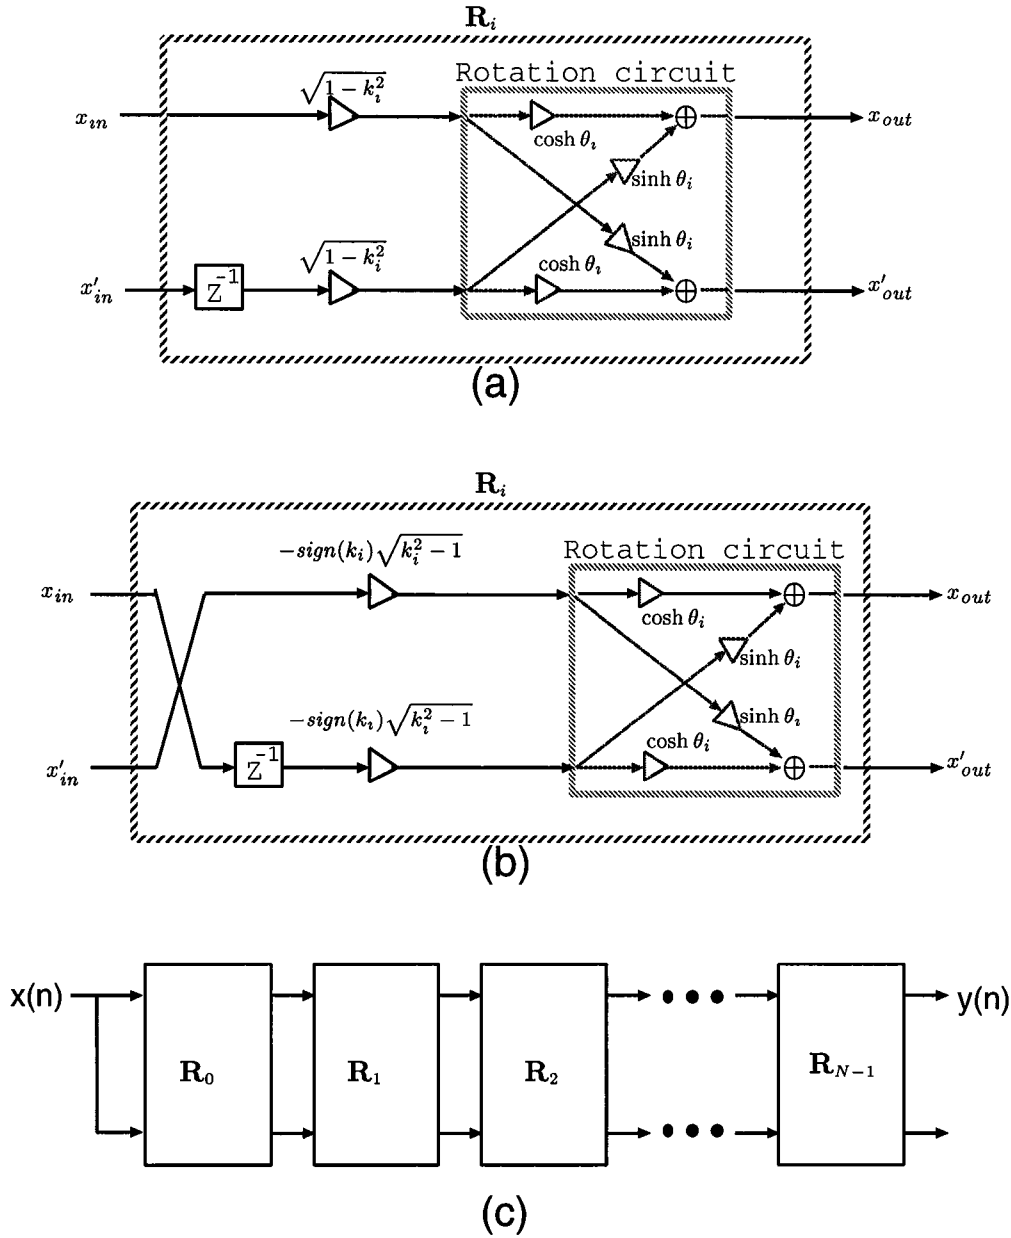 R_i
Rotation circuit
√(1 − k_i^2)
x_in
cosh θ_i
x_out
sinh θ_i
sinh θ_i
√(1 − k_i^2)
cosh θ_i
x'_in
Z^-1
x'_out
(a)
R_i
−sign(k_i)√(k_i^2 − 1)
Rotation circuit
x_in
x_out
cosh θ_i
sinh θ_i
−sign(k_i)√(k_i^2 − 1)
sinh θ_i
cosh θ_i
x'_in
Z^-1
x'_out
(b)
x(n)
y(n)
R_0
R_1
R_2
R_{N−1}
(c)